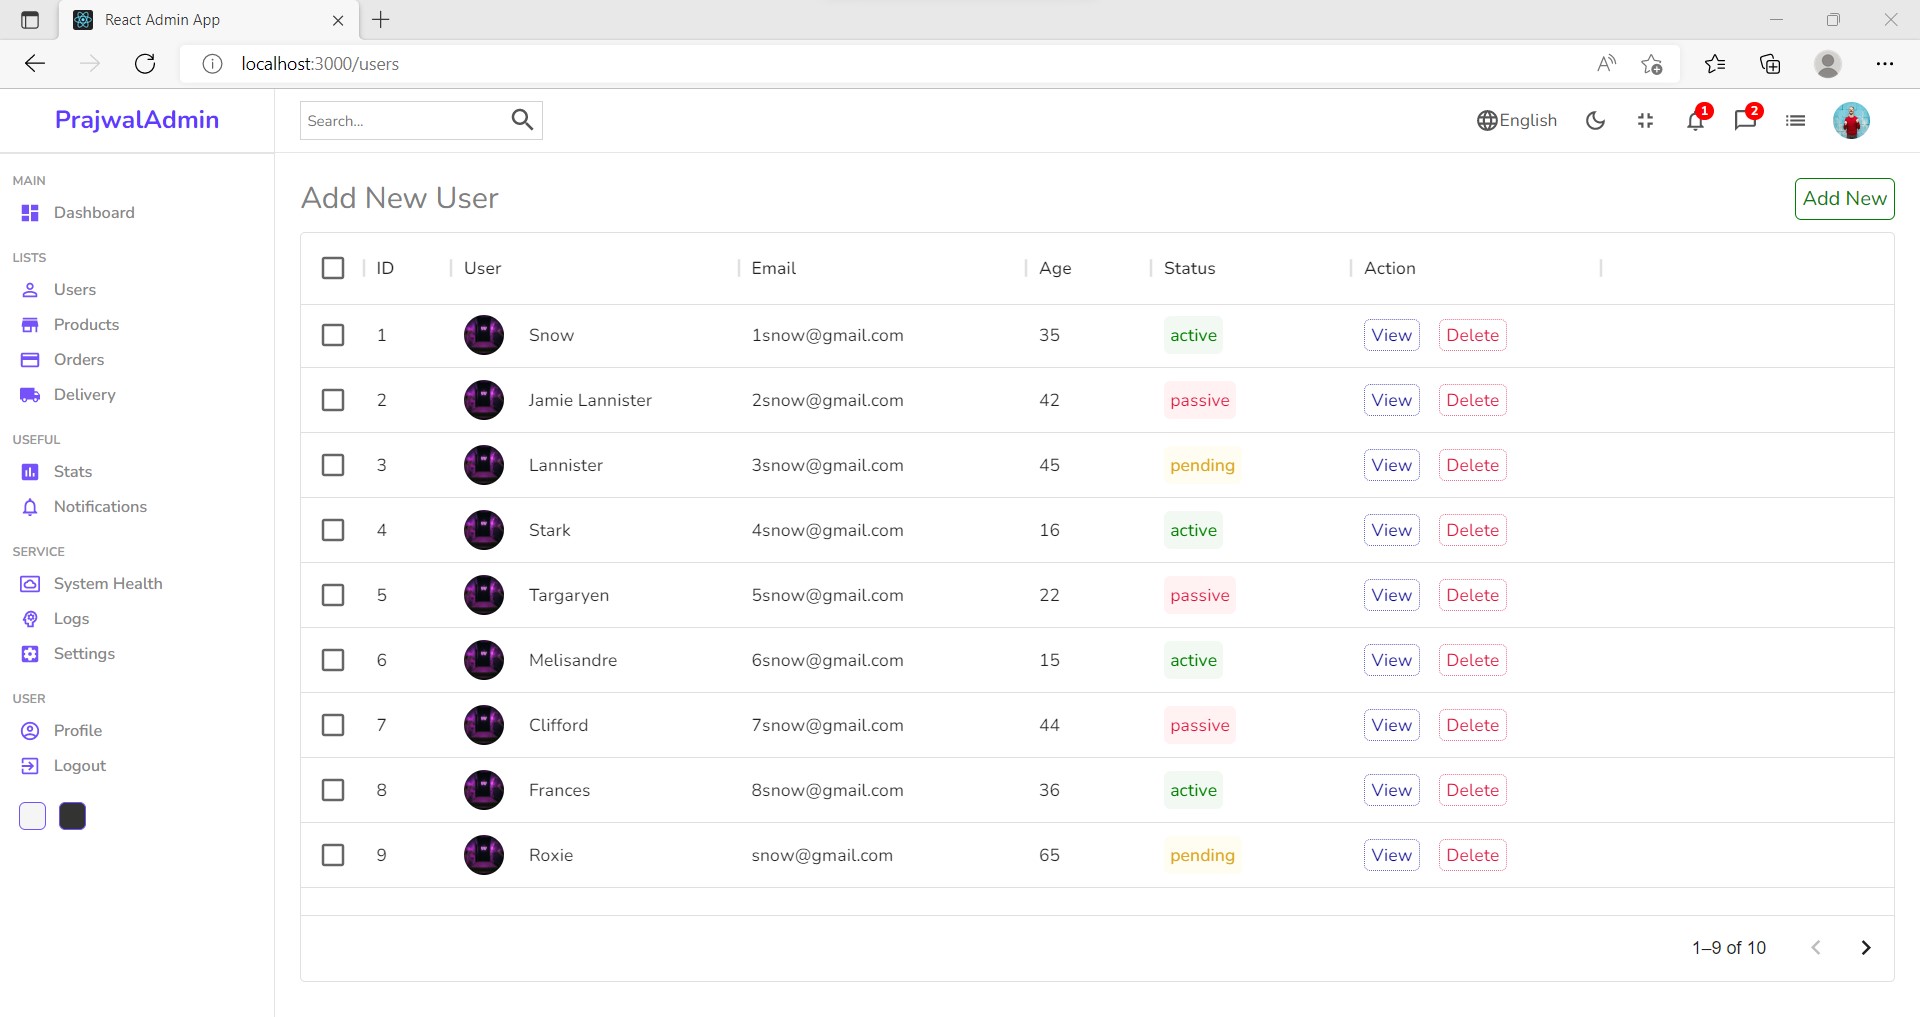 React Admin App
localhost:3000/users
PrajwalAdmin
Search...
English
1
2
MAIN
Dashboard
LISTS
Users
Products
Orders
Delivery
USEFUL
Stats
Notifications
SERVICE
System Health
Logs
Settings
USER
Profile
Logout
Add New User
Add New
ID User Email Age Status Action
1 Snow 1snow@gmail.com 35 active View Delete
2 Jamie Lannister 2snow@gmail.com 42 passive View Delete
3 Lannister 3snow@gmail.com 45 pending View Delete
4 Stark 4snow@gmail.com 16 active View Delete
5 Targaryen 5snow@gmail.com 22 passive View Delete
6 Melisandre 6snow@gmail.com 15 active View Delete
7 Clifford 7snow@gmail.com 44 passive View Delete
8 Frances 8snow@gmail.com 36 active View Delete
9 Roxie snow@gmail.com 65 pending View Delete
1–9 of 10